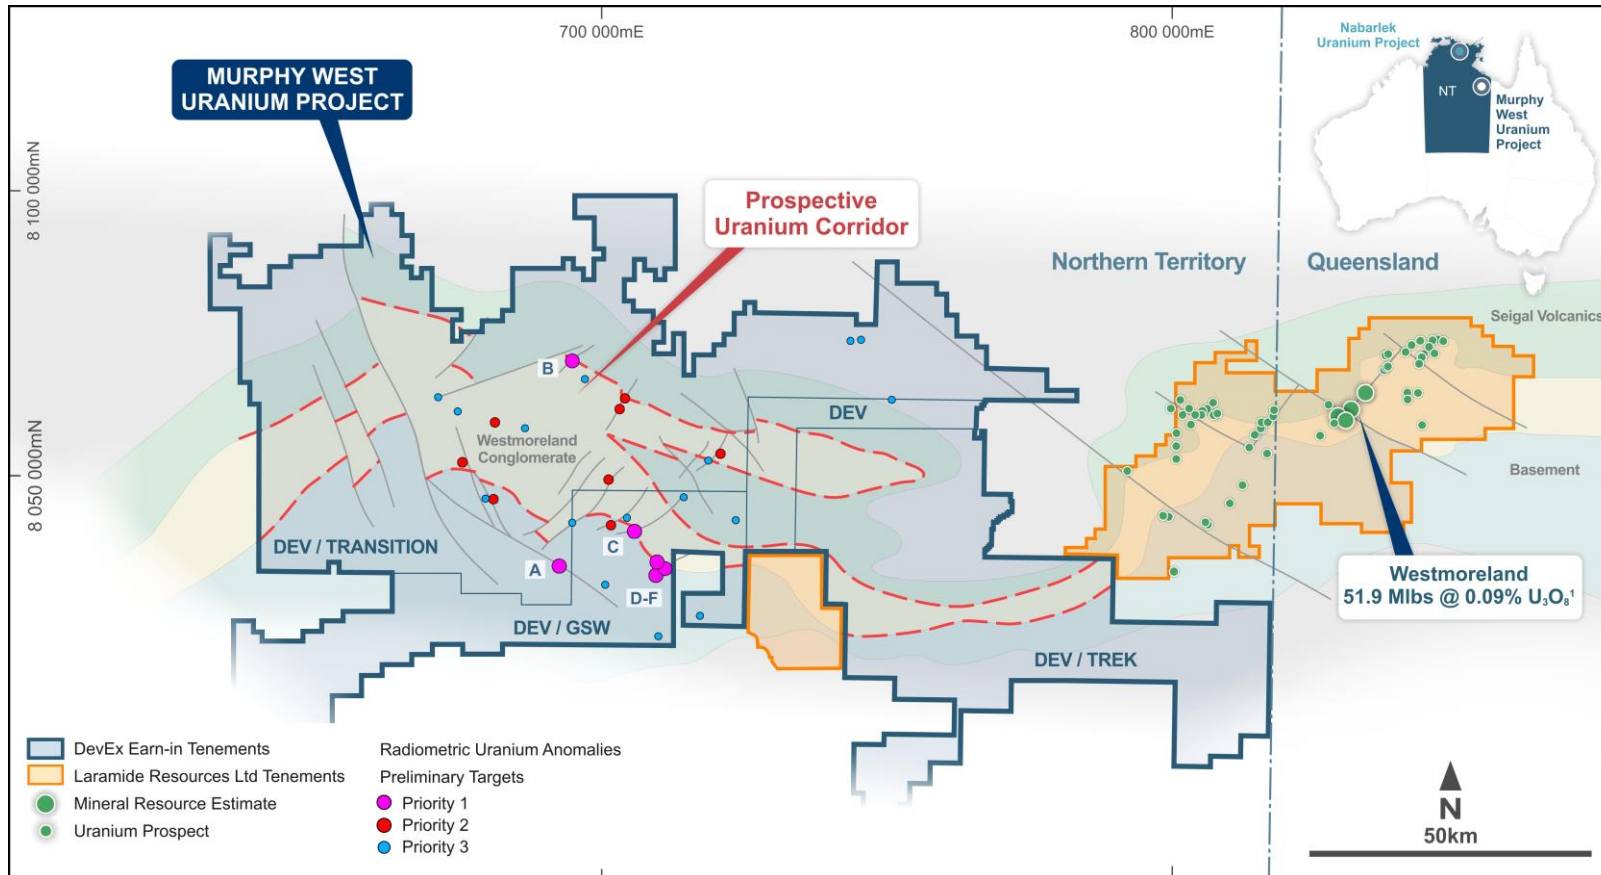 700 000mE
800 000mE
8 100 000mN
8 050 000mN
MURPHY WEST
URANIUM PROJECT
Prospective
Uranium Corridor
Nabarlek
Uranium Project
NT
Murphy
West
Uranium
Project
Northern Territory
Queensland
Seigal Volcanics
B
DEV
Westmoreland
Conglomerate
Basement
DEV / TRANSITION
C
A
D-F
DEV / GSW
DEV / TREK
Westmoreland
51.9 Mlbs @ 0.09% U₃O₈¹
DevEx Earn-in Tenements
Laramide Resources Ltd Tenements
Mineral Resource Estimate
Uranium Prospect
Radiometric Uranium Anomalies
Preliminary Targets
Priority 1
Priority 2
Priority 3
N
50km